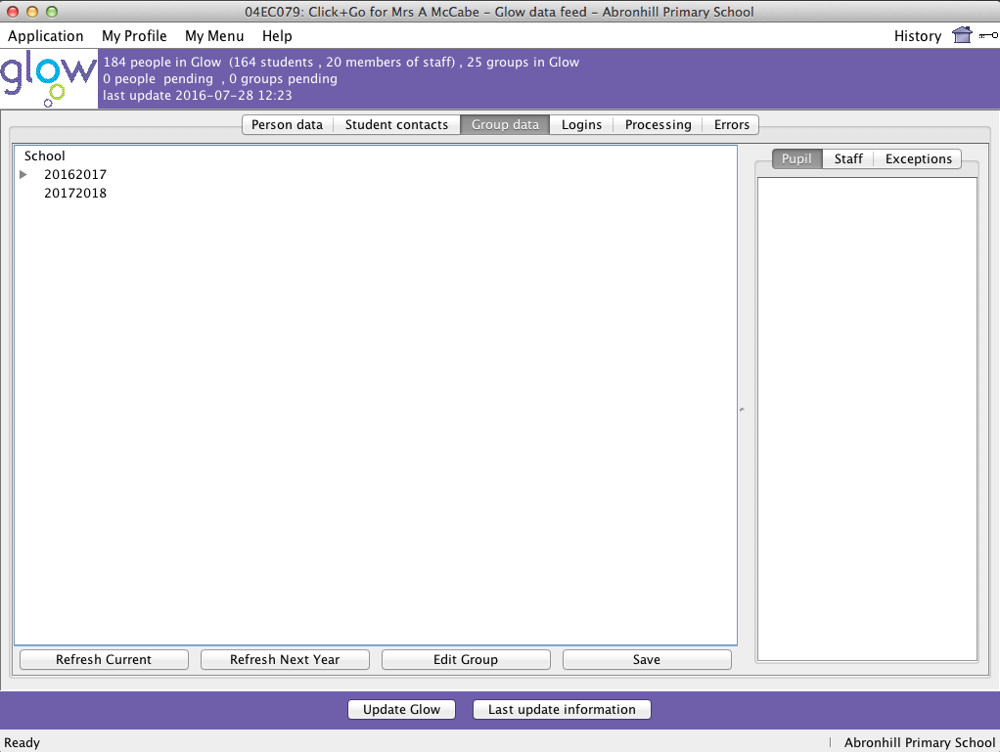 04EC079: Click+Go for Mrs A McCabe - Glow data feed - Abronhill Primary School
Application My Profile My Menu Help History
glow
184 people in Glow (164 students , 20 members of staff) , 25 groups in Glow
0 people pending , 0 groups pending
last update 2016-07-28 12:23
Person data Student contacts Group data Logins Processing Errors
School
20162017
20172018
Pupil Staff Exceptions
Refresh Current Refresh Next Year Edit Group Save
Update Glow Last update information
Ready Abronhill Primary School